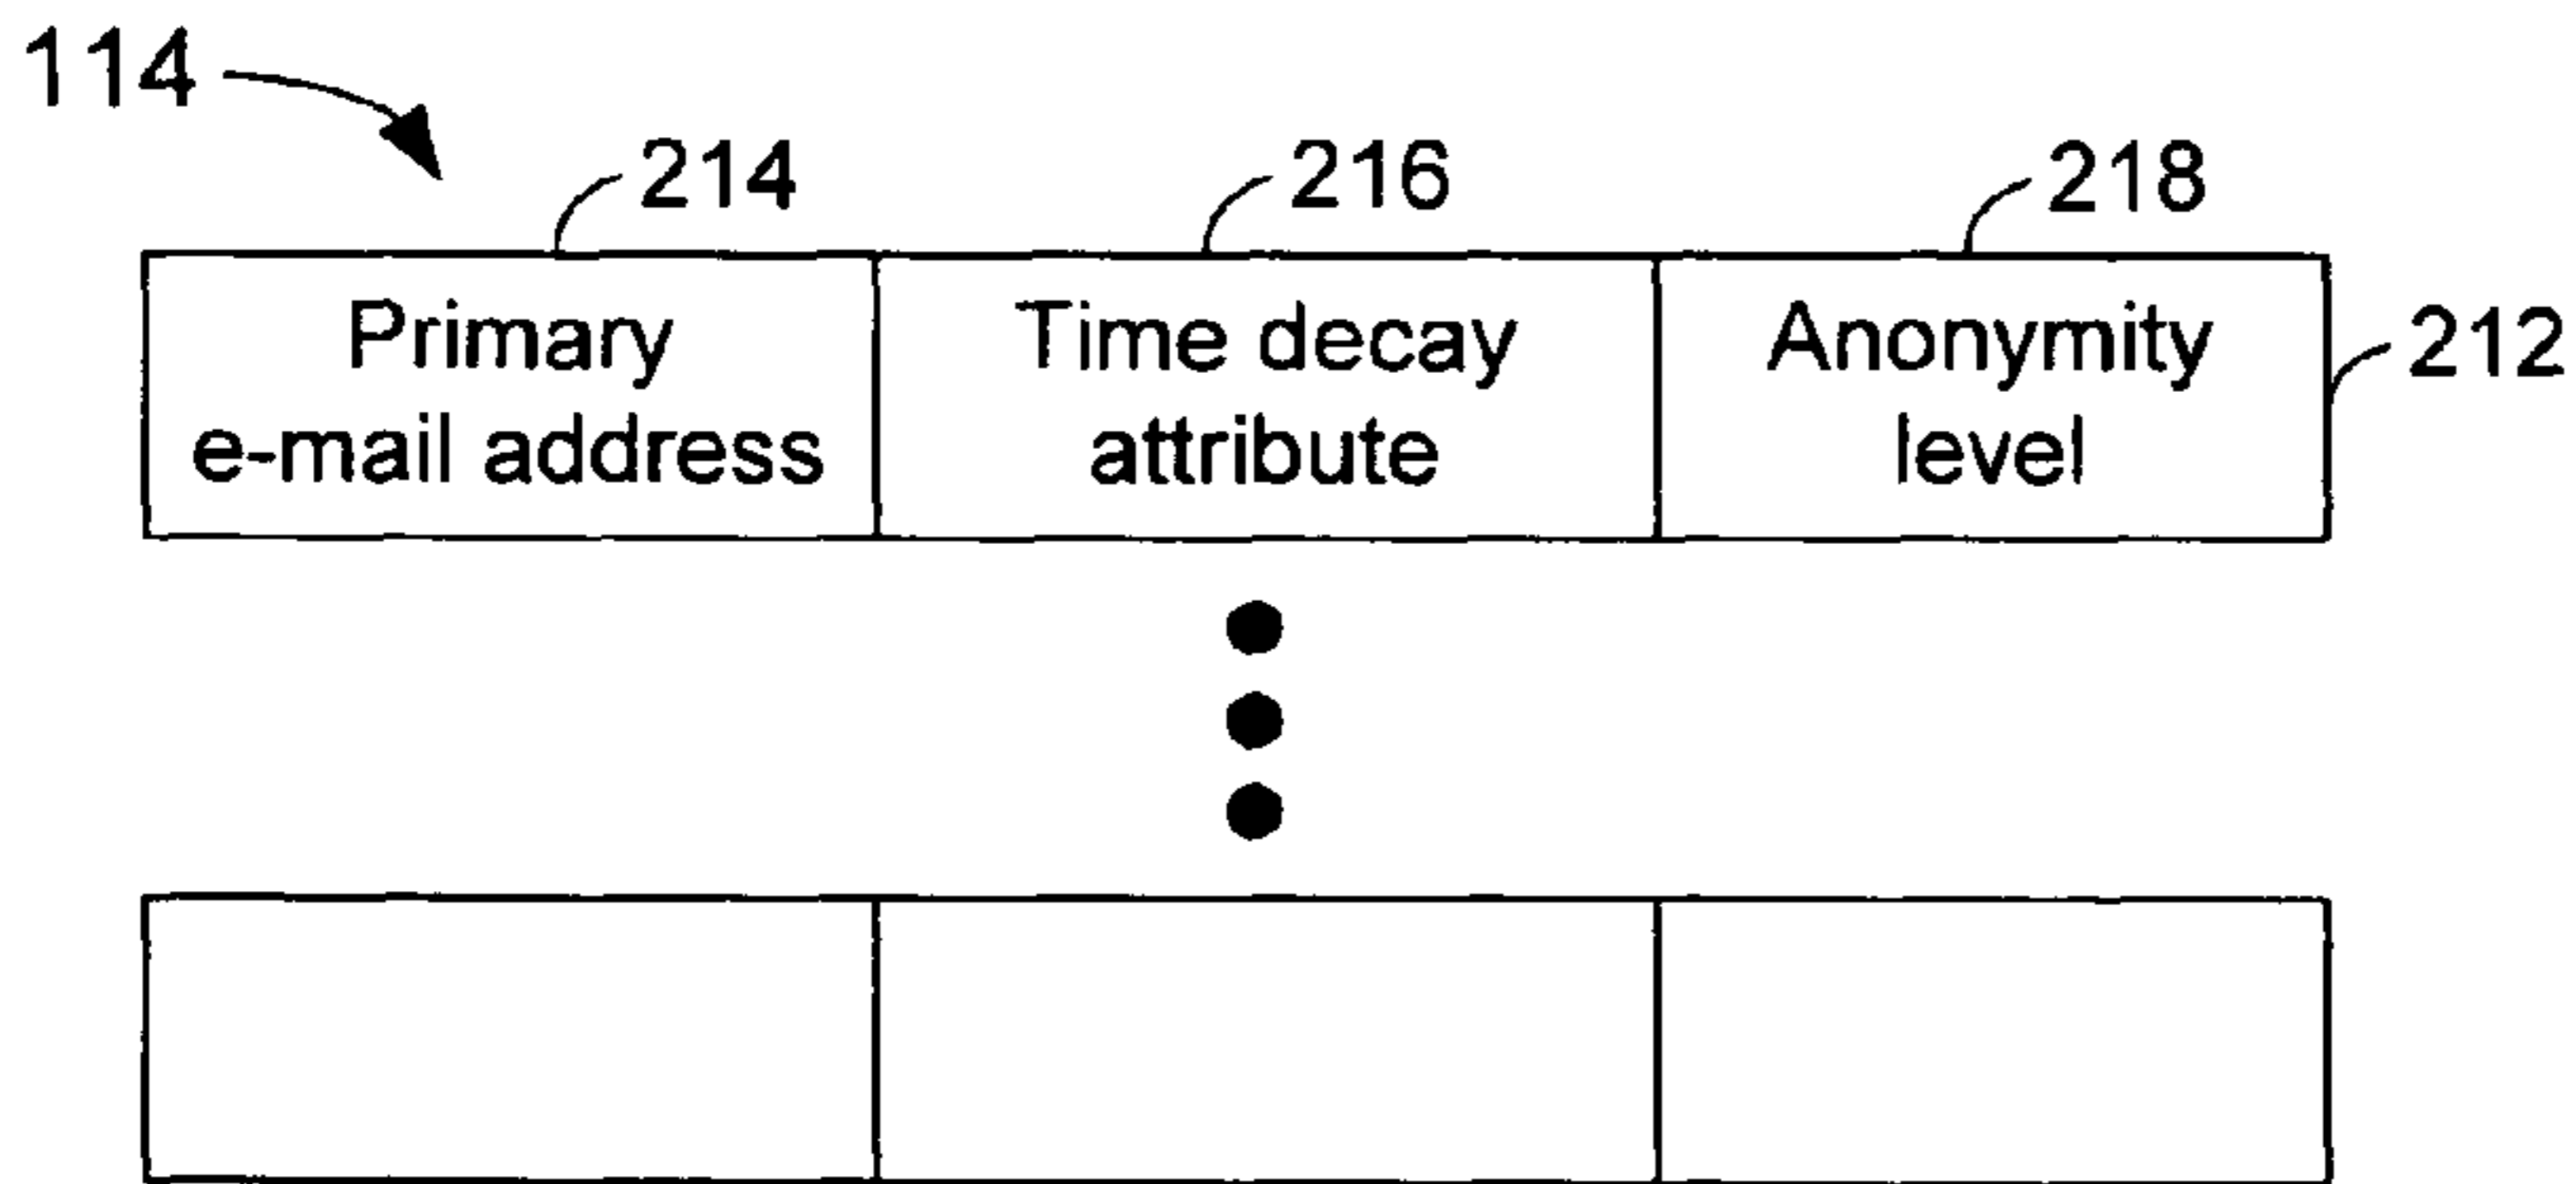 114
214
216
218
Primary
e-mail address
Time decay
attribute
Anonymity
level
212